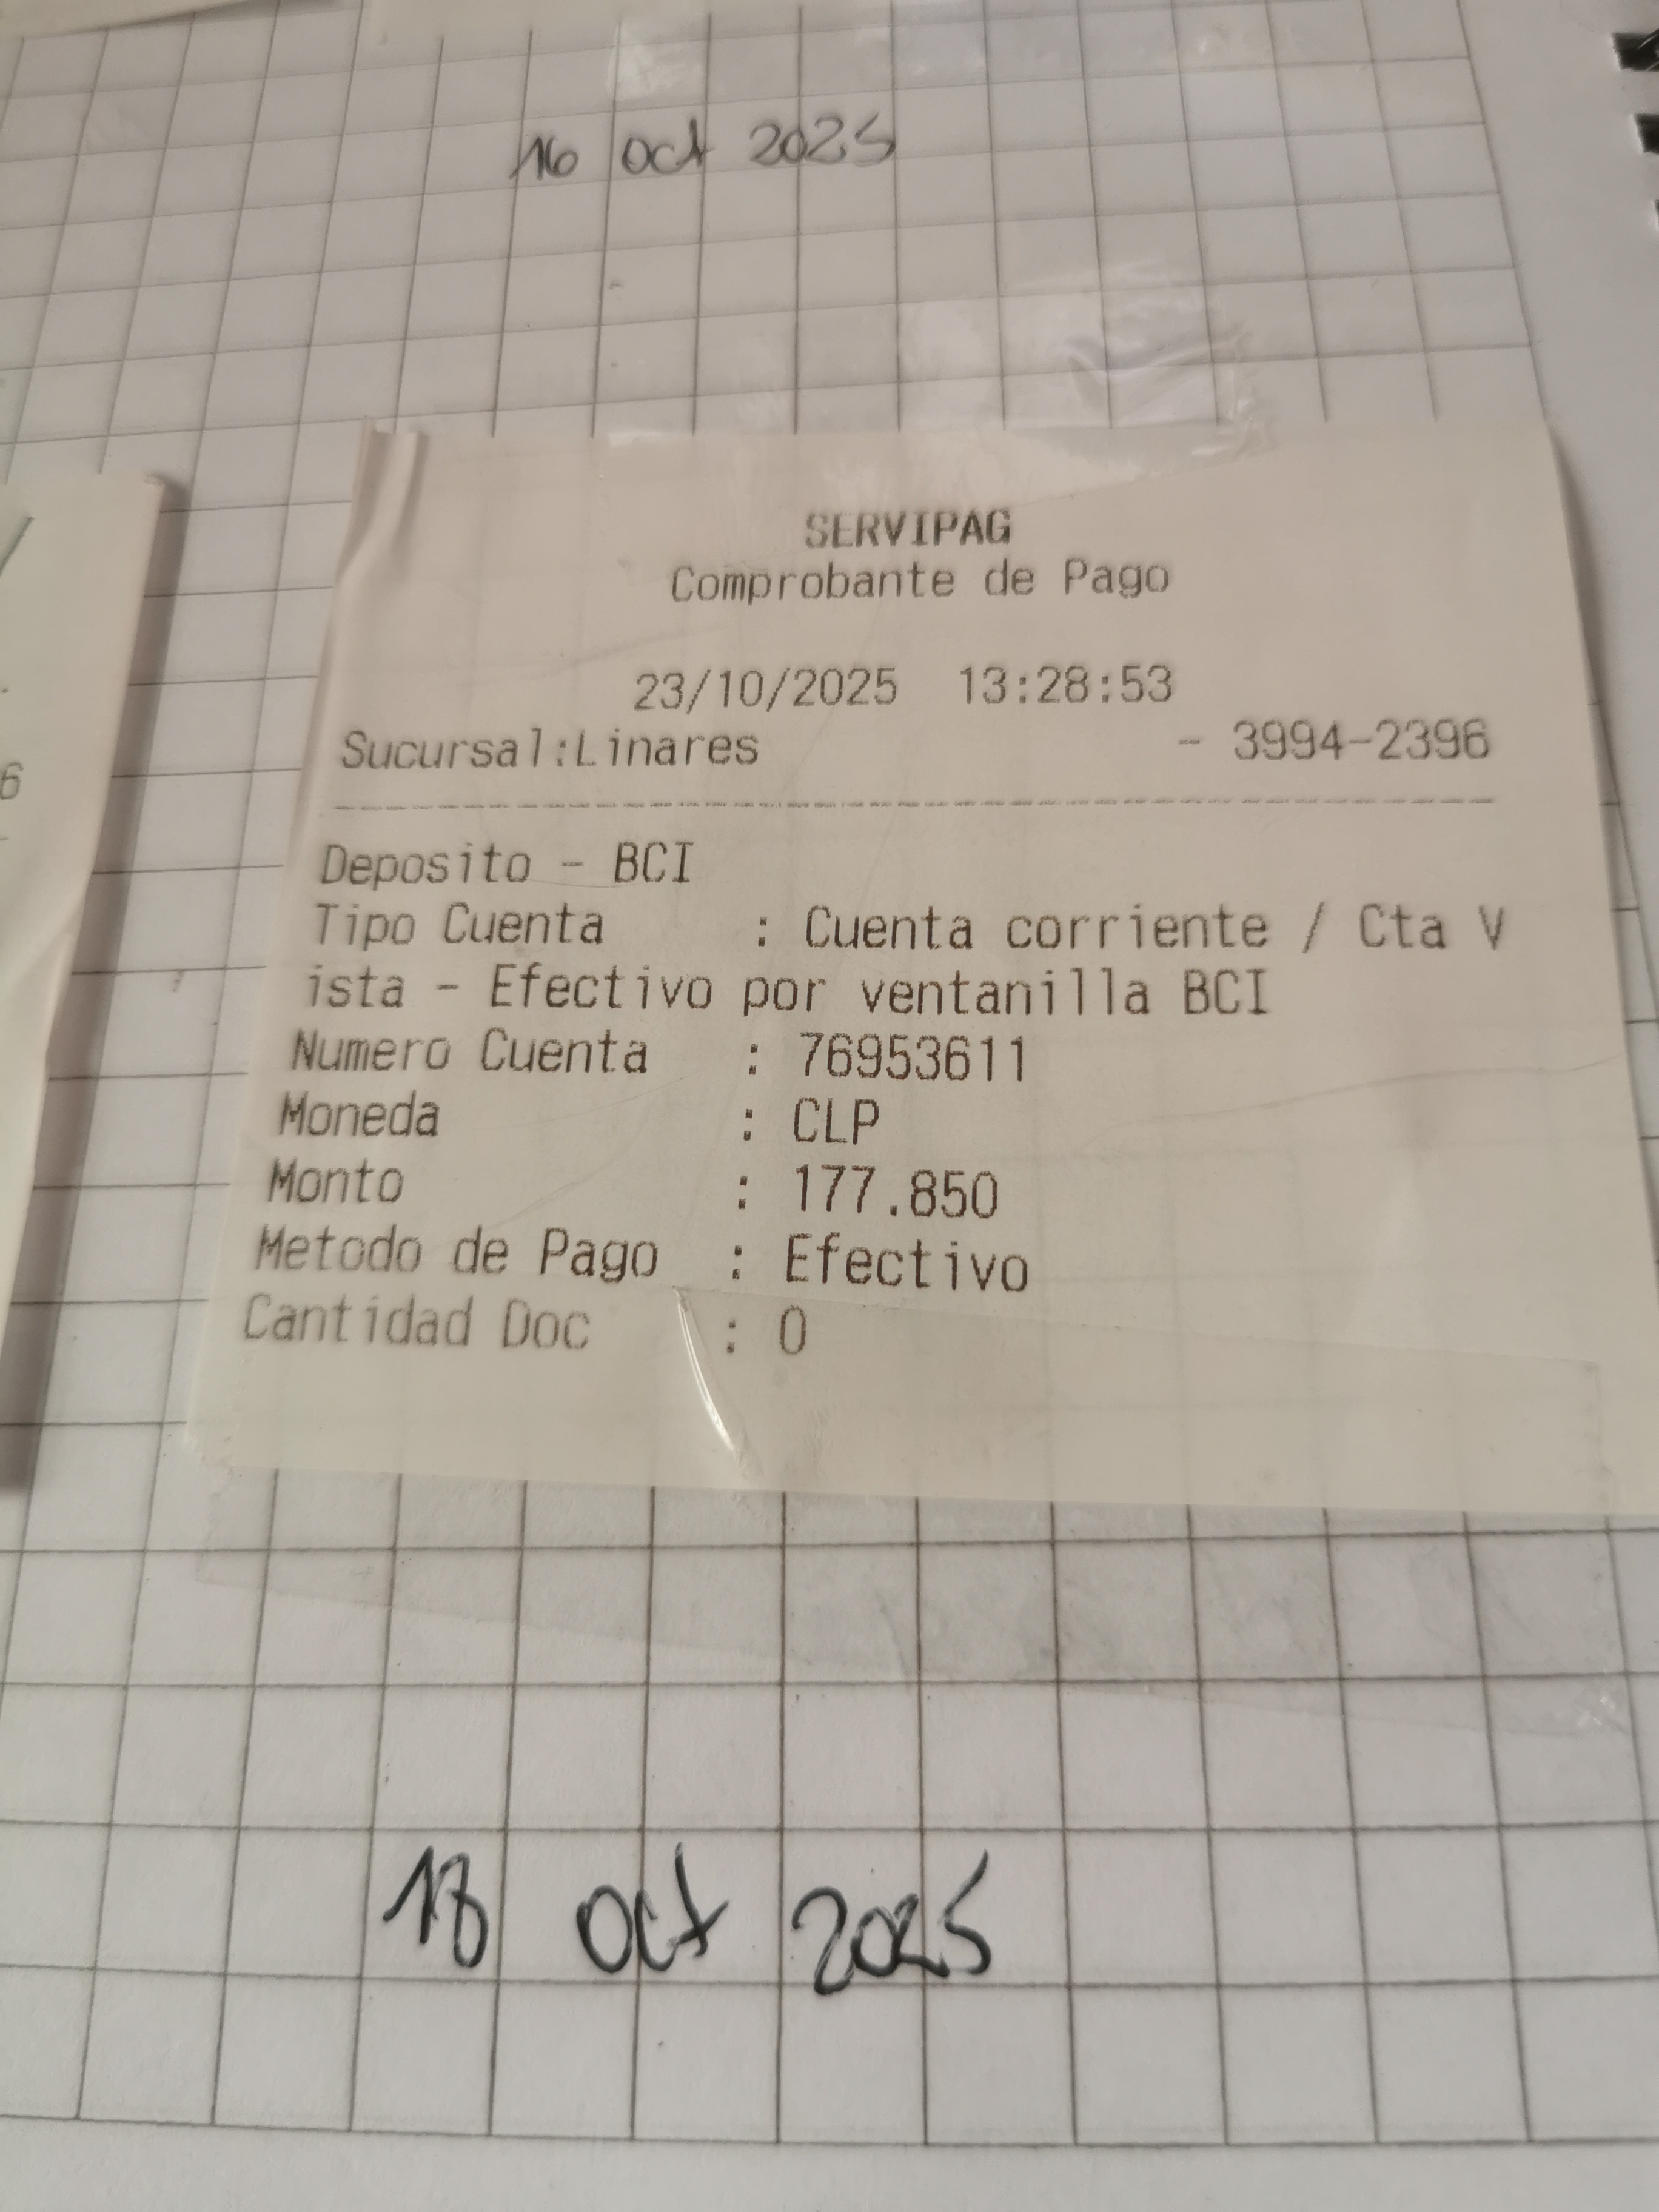 16 oct 2025
SERVIPAG
Comprobante de Pago
23/10/2025 13:28:53
Sucursal:Linares - 3994-2396
Deposito - BCI
Tipo Cuenta : Cuenta corriente / Cta V
ista - Efectivo por ventanilla BCI
Numero Cuenta : 76953611
Moneda : CLP
Monto : 177.850
Metodo de Pago : Efectivo
Cantidad Doc : 0
6
oct 2025